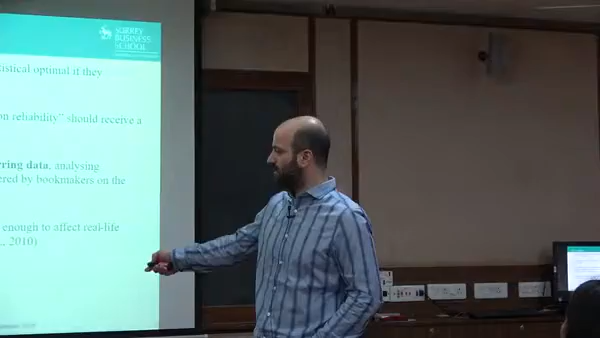 SURREY
BUSINESS
SCHOOL
tistical optimal if they
on reliability" should receive a
rring data, analysing
ered by bookmakers on the
enough to affect real-life
., 2010)